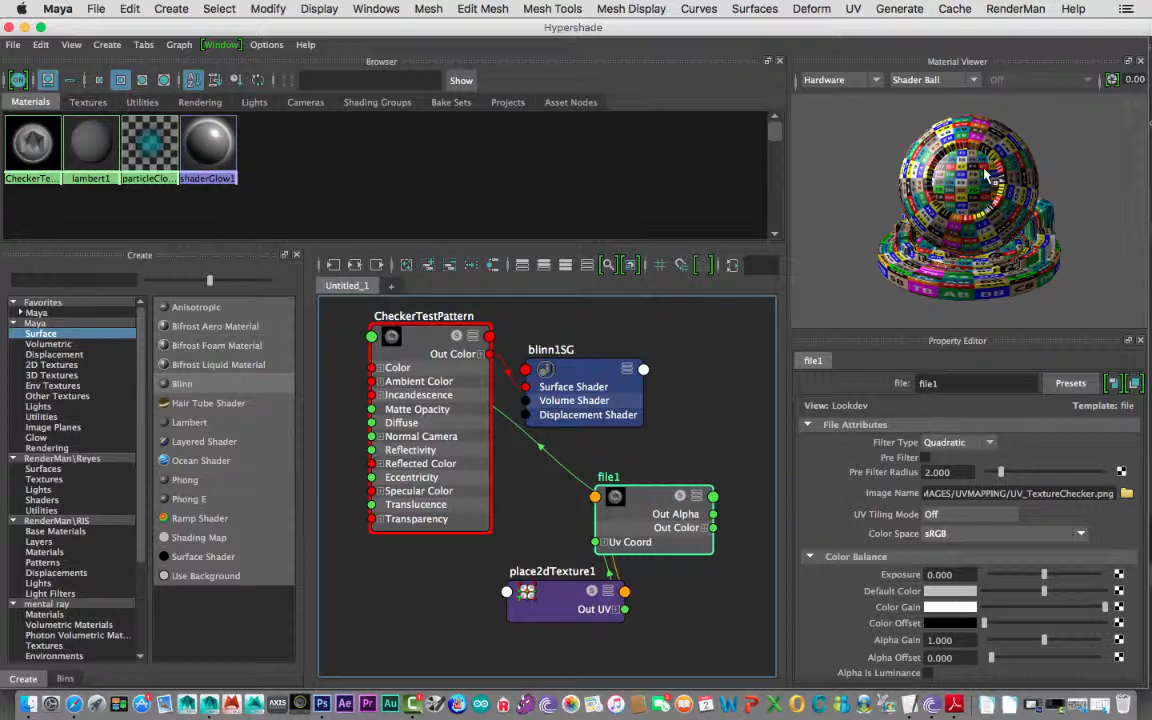 Maya File Edit Create Select Modify Display Windows Mesh Edit Mesh Mesh Tools Mesh Display Curves Surfaces Deform UV Generate Cache RenderMan Help
Hypershade
File Edit View Create Tabs Graph Window Options Help
Browser
Material Viewer
ON
Show
Hardware Shader Ball Off 0.00
Materials Textures Utilities Rendering Lights Cameras Shading Groups Bake Sets Projects Asset Nodes
CheckerTe... lambert1 particleClo... shaderGlow1
TB AB BB CB
Create
Untitled_1 +
Favorites
Maya
Maya
Surface
Volumetric
Displacement
2D Textures
3D Textures
Env Textures
Other Textures
Lights
Utilities
Image Planes
Glow
Rendering
RenderMan\Reyes
Surfaces
Textures
Lights
Shaders
Utilities
RenderMan\RIS
Base Materials
Layers
Materials
Patterns
Displacements
Lights
Light Filters
mental ray
Materials
Volumetric Materials
Photon Volumetric Mat...
Textures
Environments
Anisotropic
Bifrost Aero Material
Bifrost Foam Material
Bifrost Liquid Material
Blinn
Hair Tube Shader
Lambert
Layered Shader
Ocean Shader
Phong
Phong E
Ramp Shader
Shading Map
Surface Shader
Use Background
CheckerTestPattern
Out Color
Color
Ambient Color
Incandescence
Matte Opacity
Diffuse
Normal Camera
Reflectivity
Reflected Color
Eccentricity
Specular Color
Translucence
Transparency
blinn1SG
Surface Shader
Volume Shader
Displacement Shader
file1
Out Alpha
Out Color
Uv Coord
place2dTexture1
Out UV
Property Editor
file1
file: file1 Presets
View: Lookdev Template: file
File Attributes
Filter Type Quadratic
Pre Filter
Pre Filter Radius 2.000
Image Name IMAGES/UVMAPPING/UV_TextureChecker.png
UV Tiling Mode Off
Color Space sRGB
Color Balance
Exposure 0.000
Default Color
Color Gain
Color Offset
Alpha Gain 1.000
Alpha Offset 0.000
Alpha Is Luminance
Create Bins
AXIS Ps Ae Pr Au